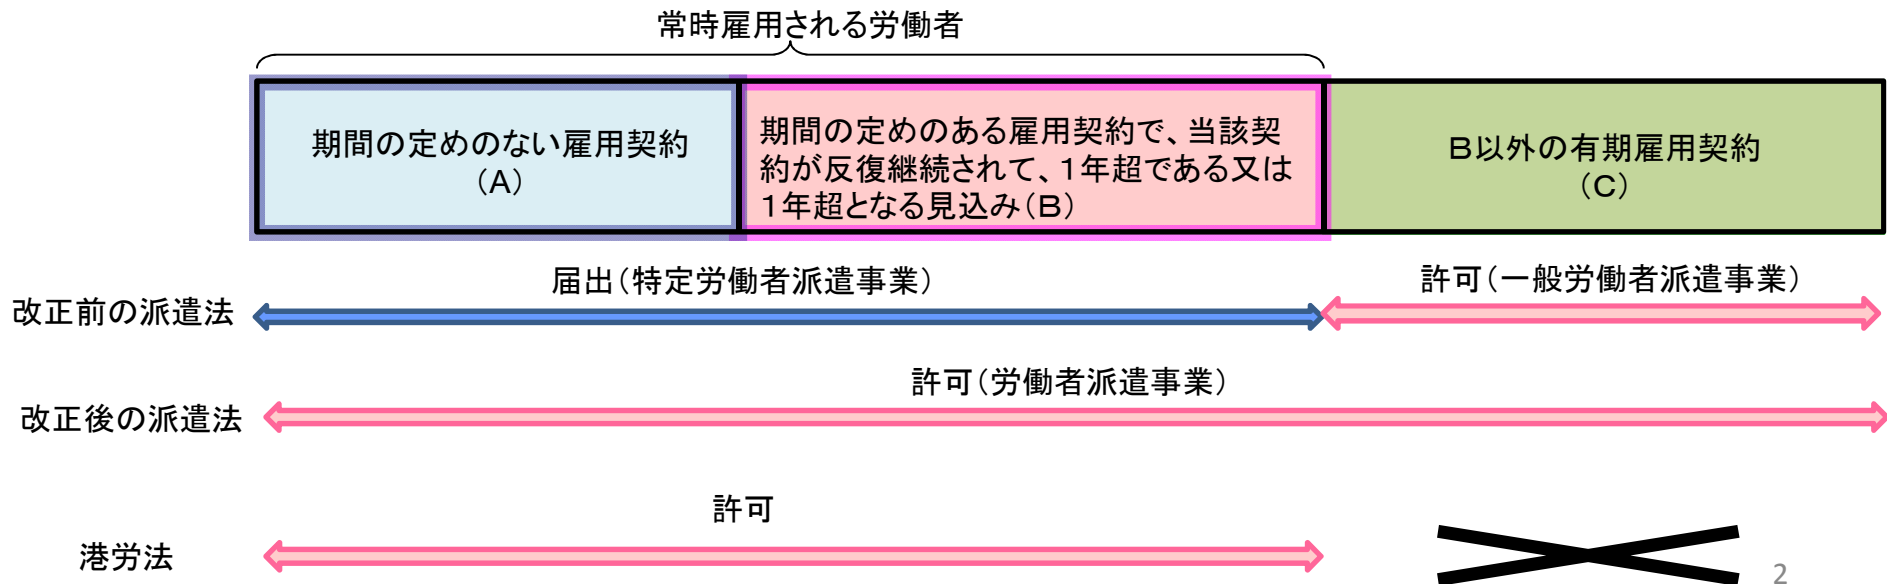 常時雇用される労働者
期間の定めのない雇用契約
（A）
期間の定めのある雇用契約で、当該契
約が反復継続されて、１年超である又は
１年超となる見込み（Ｂ）
Ｂ以外の有期雇用契約
（Ｃ）
届出（特定労働者派遣事業）
許可（一般労働者派遣事業）
改正前の派遣法
許可（労働者派遣事業）
改正後の派遣法
許可
港労法
2